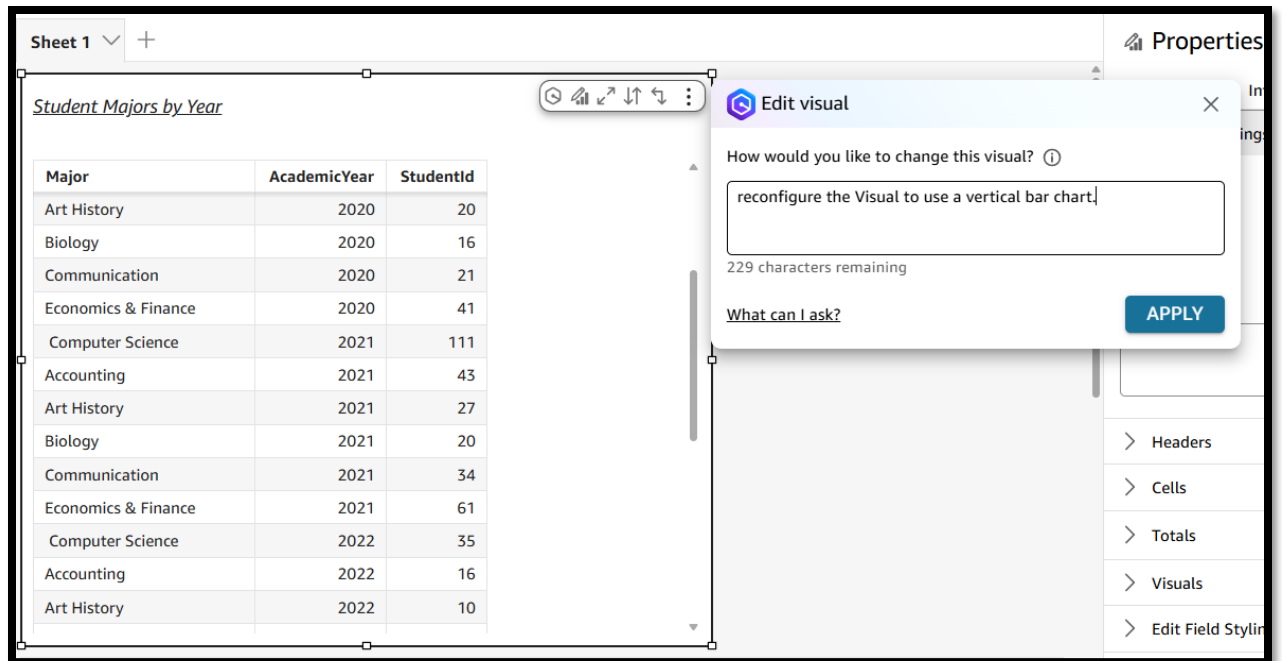 Sheet 1
Properties
Student Majors by Year
Edit visual
How would you like to change this visual?
reconfigure the Visual to use a vertical bar chart.
229 characters remaining
What can I ask?
APPLY
Major AcademicYear StudentId
Art History 2020 20
Biology 2020 16
Communication 2020 21
Economics & Finance 2020 41
Computer Science 2021 111
Accounting 2021 43
Art History 2021 27
Biology 2021 20
Communication 2021 34
Economics & Finance 2021 61
Computer Science 2022 35
Accounting 2022 16
Art History 2022 10
Headers
Cells
Totals
Visuals
Edit Field Stylin